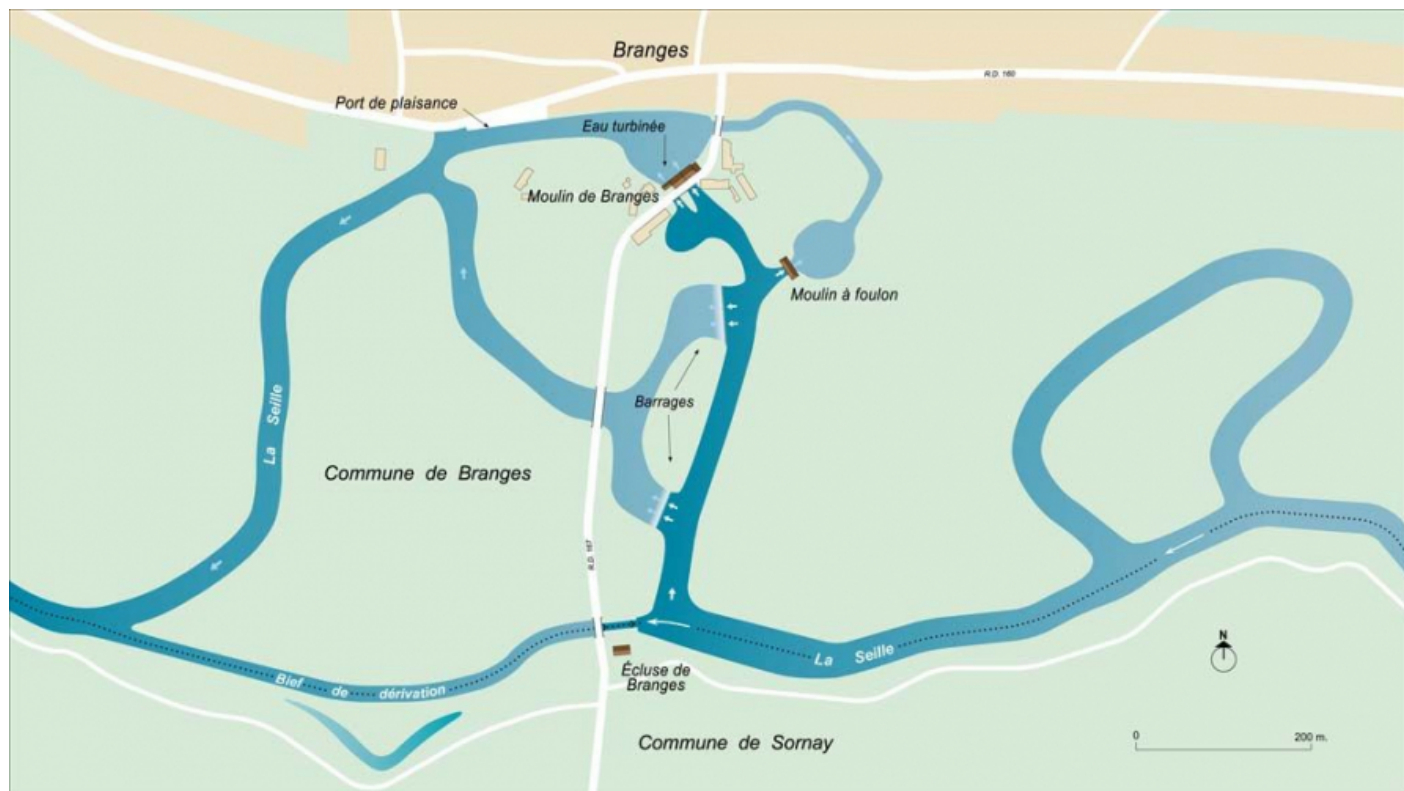 Branges
R.D. 160
Port de plaisance
Eau turbinée
Moulin de Branges
Moulin à foulon
Barrages
La Seille
Commune de Branges
R.D. 167
N
La Seille
Écluse de
Branges
Bief de dérivation
Commune de Sornay
0 200 m.